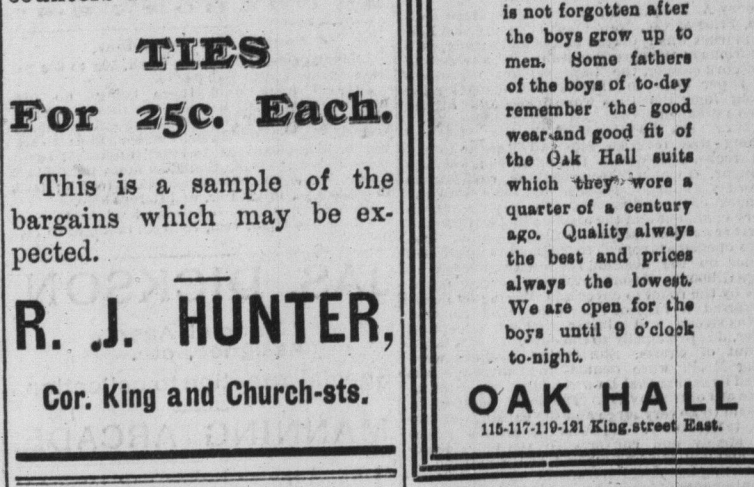 TIES
For 25c. Each.
This is a sample of the
bargains which may be ex-
pected.
R. J. HUNTER,
Cor. King and Church-sts.
is not forgotten after
the boys grow up to
men. Some fathers
of the boys of to-day
remember the good
wear and good fit of
the Oak Hall suits
which they wore a
quarter of a century
ago. Quality always
the best and prices
always the lowest.
We are open for the
boys until 9 o'clock
to-night.
OAK HALL
115-117-119-121 King.street East.